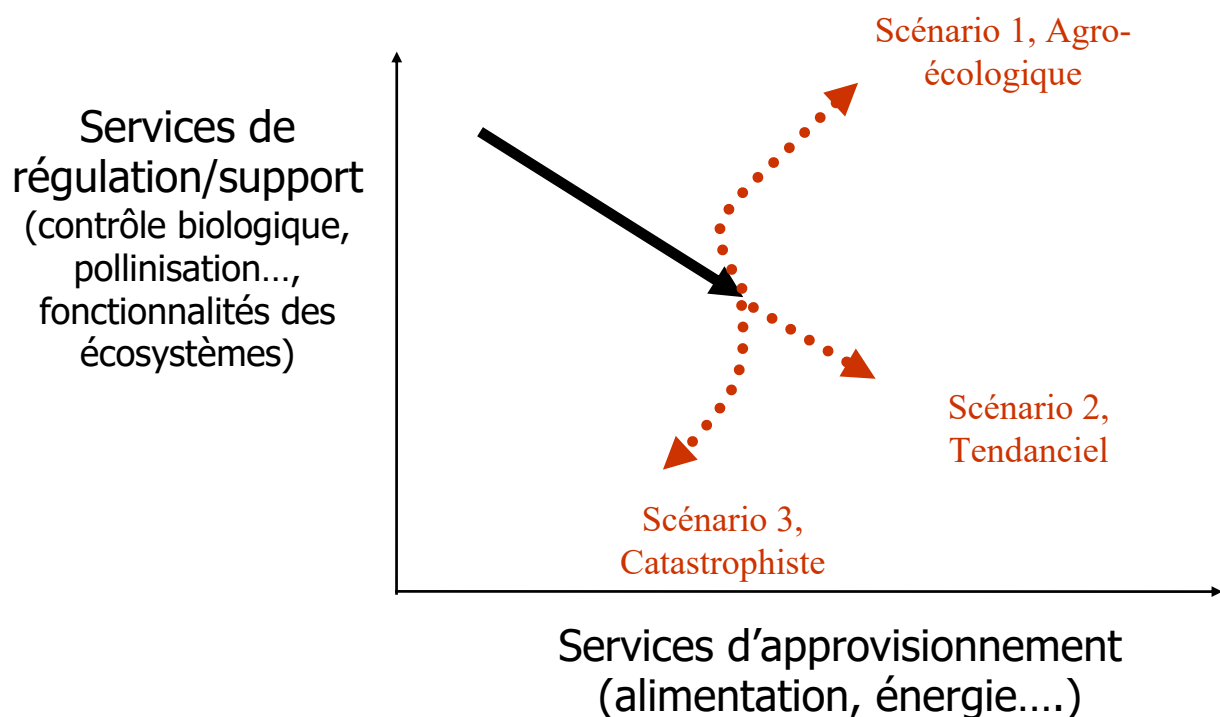 Scénario 1, Agro-
écologique
Services de
régulation/support
(contrôle biologique,
pollinisation…,
fonctionnalités des
écosystèmes)
Scénario 2,
Tendanciel
Scénario 3,
Catastrophiste
Services d’approvisionnement
(alimentation, énergie….)